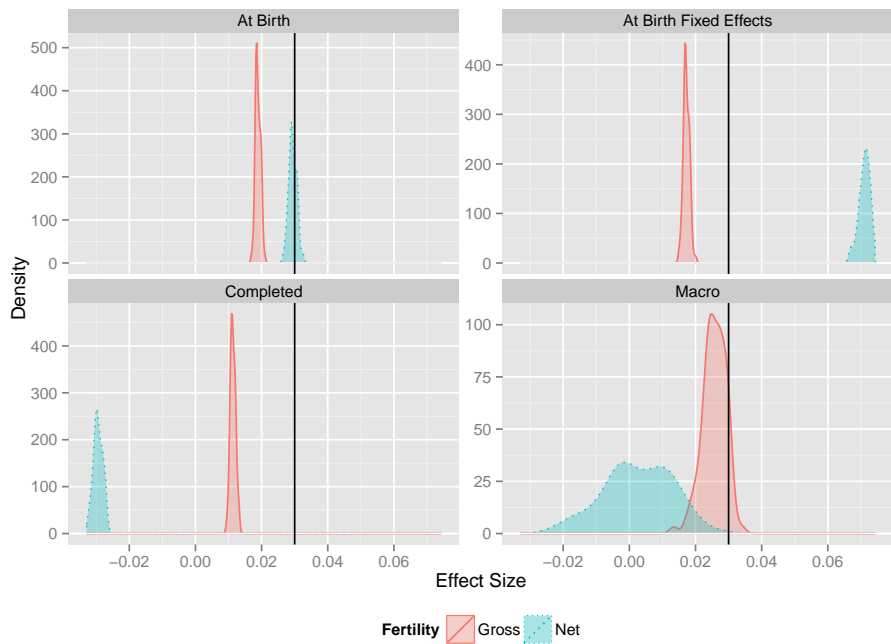 At Birth
At Birth Fixed Effects
500
400
300
200
100
0
400
300
200
100
0
Density
Completed
Macro
400
300
200
100
0
100
75
50
25
0
−0.02 0.00 0.02 0.04 0.06
−0.02 0.00 0.02 0.04 0.06
Effect Size
Fertility Gross Net